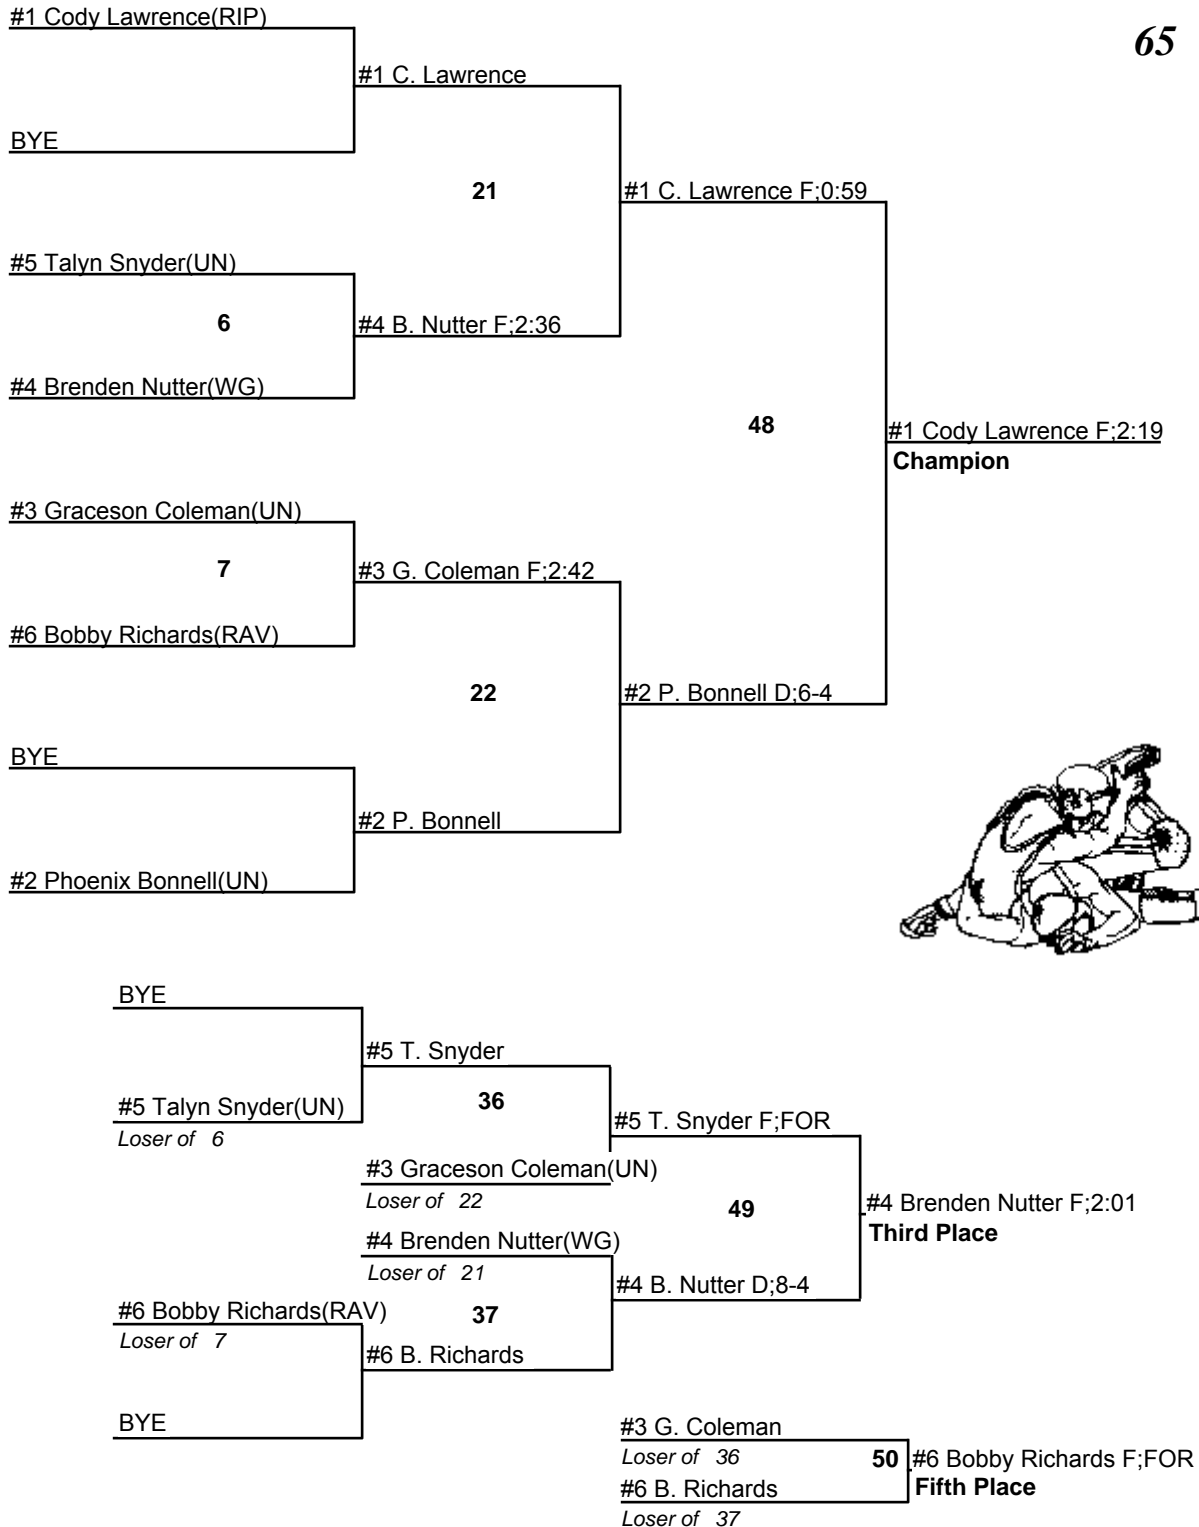 #1 Cody Lawrence(RIP)
65
#1 C. Lawrence
BYE
21
#1 C. Lawrence F;0:59
#5 Talyn Snyder(UN)
6
#4 B. Nutter F;2:36
#4 Brenden Nutter(WG)
48
#1 Cody Lawrence F;2:19
Champion
#3 Graceson Coleman(UN)
7
#3 G. Coleman F;2:42
#6 Bobby Richards(RAV)
22
#2 P. Bonnell D;6-4
BYE
#2 P. Bonnell
#2 Phoenix Bonnell(UN)
BYE
#5 T. Snyder
#5 Talyn Snyder(UN)
Loser of 6
36
#5 T. Snyder F;FOR
#3 Graceson Coleman(UN)
Loser of 22
49
#4 Brenden Nutter F;2:01
Third Place
#4 Brenden Nutter(WG)
Loser of 21
#4 B. Nutter D;8-4
#6 Bobby Richards(RAV)
Loser of 7
37
#6 B. Richards
BYE
#3 G. Coleman
Loser of 36
50
#6 Bobby Richards F;FOR
Fifth Place
#6 B. Richards
Loser of 37